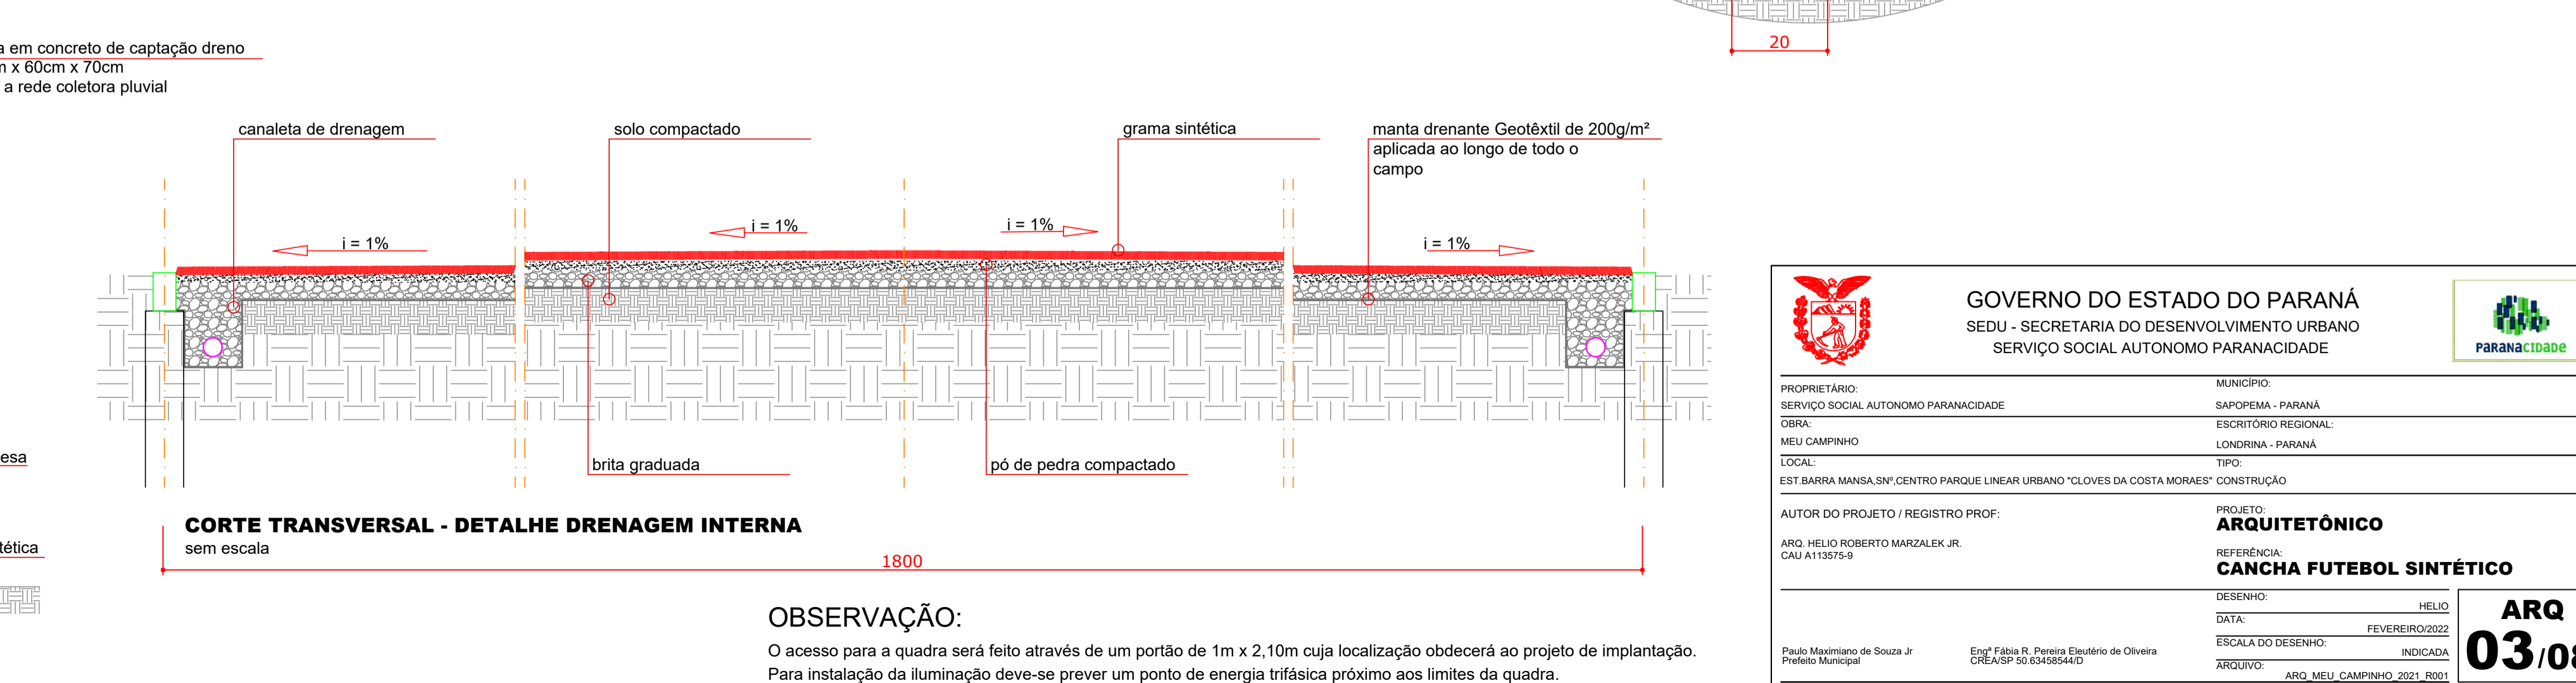 a em concreto de captação dreno
m x 60cm x 70cm
a rede coletora pluvial
20
canaleta de drenagem
solo compactado
grama sintética
manta drenante Geotêxtil de 200g/m²
aplicada ao longo de todo o
campo
i = 1%
i = 1%
i = 1%
i = 1%
esa
brita graduada
pó de pedra compactado
tética
CORTE TRANSVERSAL - DETALHE DRENAGEM INTERNA
sem escala
1800
OBSERVAÇÃO:
O acesso para a quadra será feito através de um portão de 1m x 2,10m cuja localização obdecerá ao projeto de implantação.
Para instalação da iluminação deve-se prever um ponto de energia trifásica próximo aos limites da quadra.
GOVERNO DO ESTADO DO PARANÁ
SEDU - SECRETARIA DO DESENVOLVIMENTO URBANO
SERVIÇO SOCIAL AUTONOMO PARANACIDADE
PARANACIDADE
PROPRIETÁRIO:
SERVIÇO SOCIAL AUTONOMO PARANACIDADE
MUNICÍPIO:
SAPOPEMA - PARANÁ
OBRA:
MEU CAMPINHO
ESCRITÓRIO REGIONAL:
LONDRINA - PARANÁ
LOCAL:
EST.BARRA MANSA,SNº,CENTRO PARQUE LINEAR URBANO "CLOVES DA COSTA MORAES"
TIPO:
CONSTRUÇÃO
AUTOR DO PROJETO / REGISTRO PROF:
ARQ. HELIO ROBERTO MARZALEK JR.
CAU A113575-9
PROJETO:
ARQUITETÔNICO
REFERÊNCIA:
CANCHA FUTEBOL SINTÉTICO
Paulo Maximiano de Souza Jr
Prefeito Municipal
Engª Fábia R. Pereira Eleutério de Oliveira
CREA/SP 50.63458544/D
DESENHO:
HELIO
DATA:
FEVEREIRO/2022
ESCALA DO DESENHO:
INDICADA
ARQUIVO:
ARQ_MEU_CAMPINHO_2021_R001
ARQ
03/08